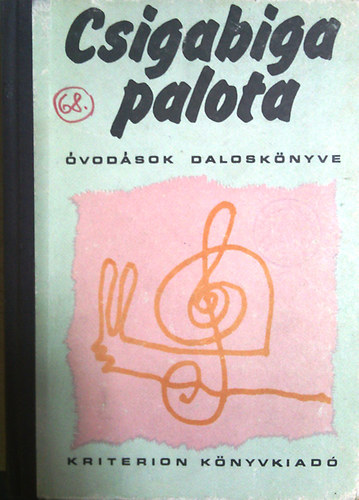 Csigabiga
palota
68.
ÓVODÁSOK DALOSKÖNYVE
KRITERION KÖNYVKIADÓ